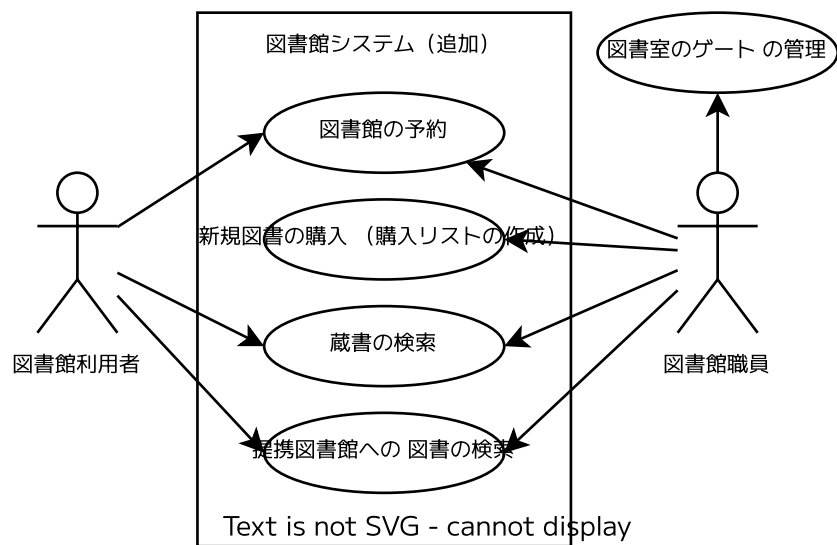 図書館システム（追加）
図書室のゲート の管理
図書館の予約
新規図書の購入 （購入リストの作成）
蔵書の検索
図書館利用者
図書館職員
提携図書館への 図書の検索
Text is not SVG - cannot display